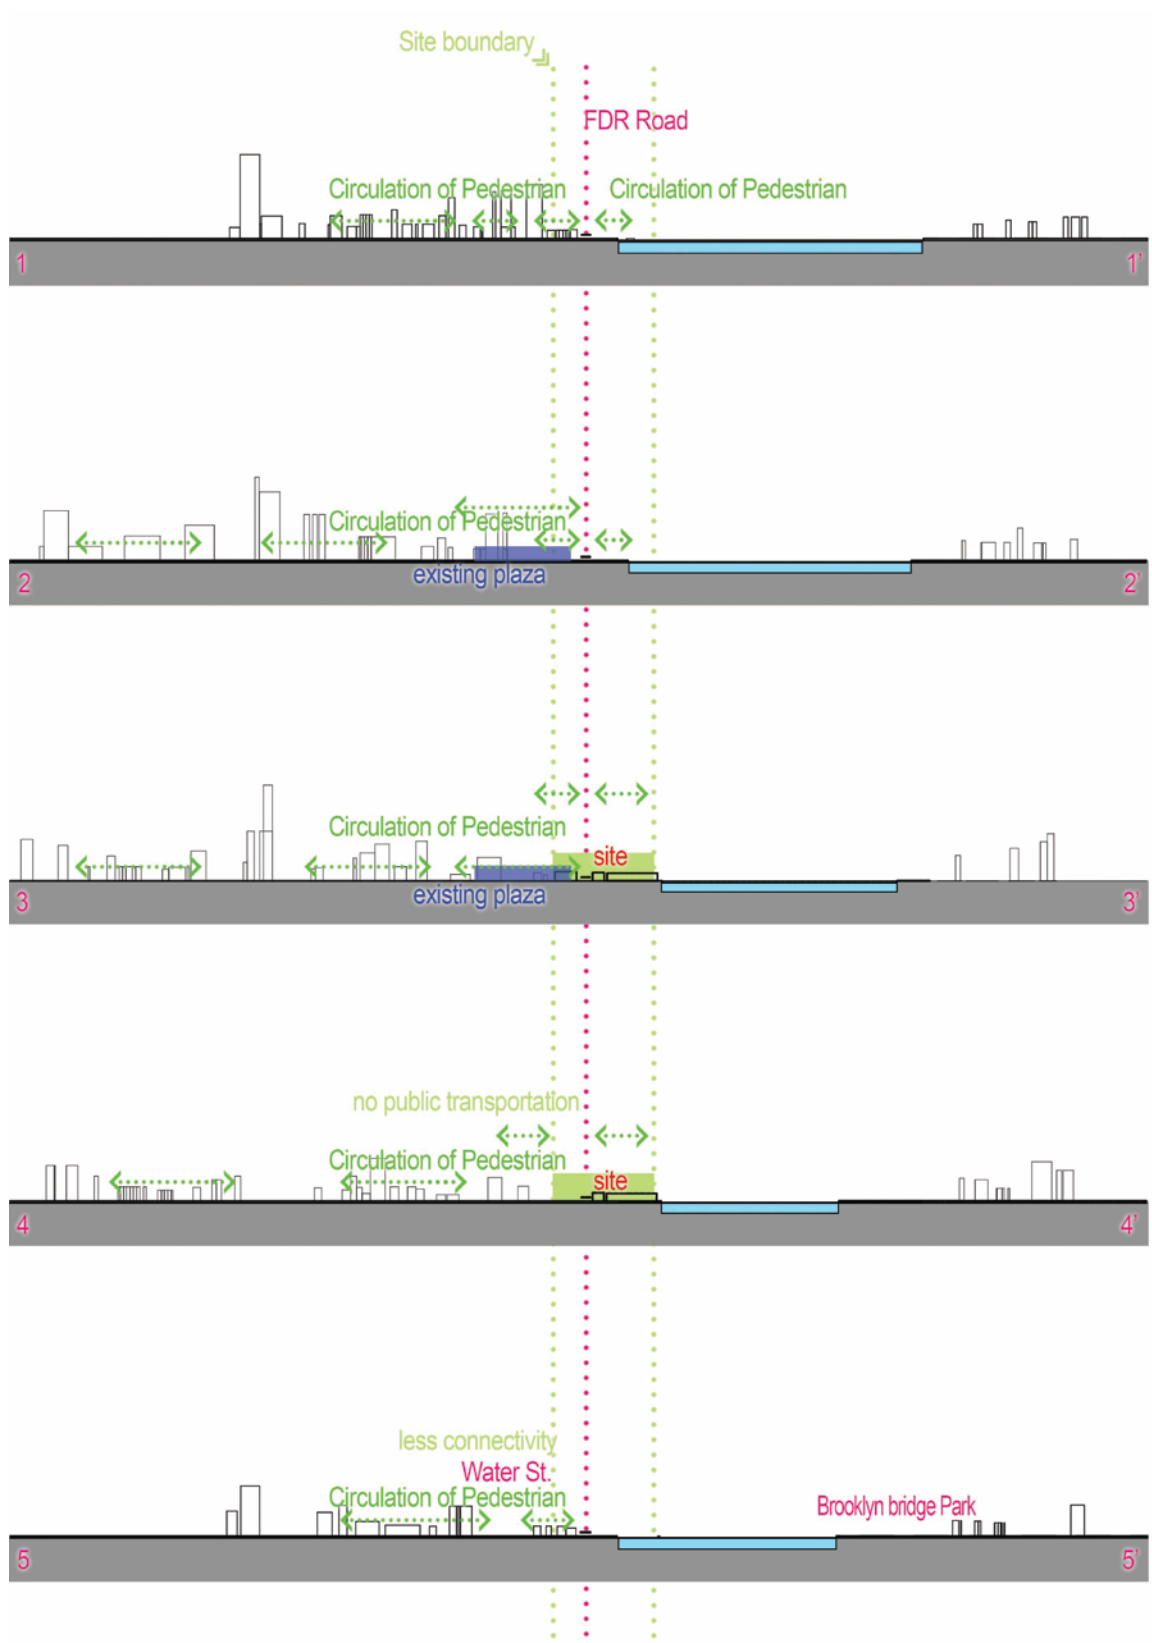 Site boundary
FDR Road
Circulation of Pedestrian
Circulation of Pedestrian
1
1'
Circulation of Pedestrian
existing plaza
2
2'
Circulation of Pedestrian
site
existing plaza
3
3'
no public transportation
Circulation of Pedestrian
site
4
4'
less connectivity
Water St.
Circulation of Pedestrian
Brooklyn bridge Park
5
5'